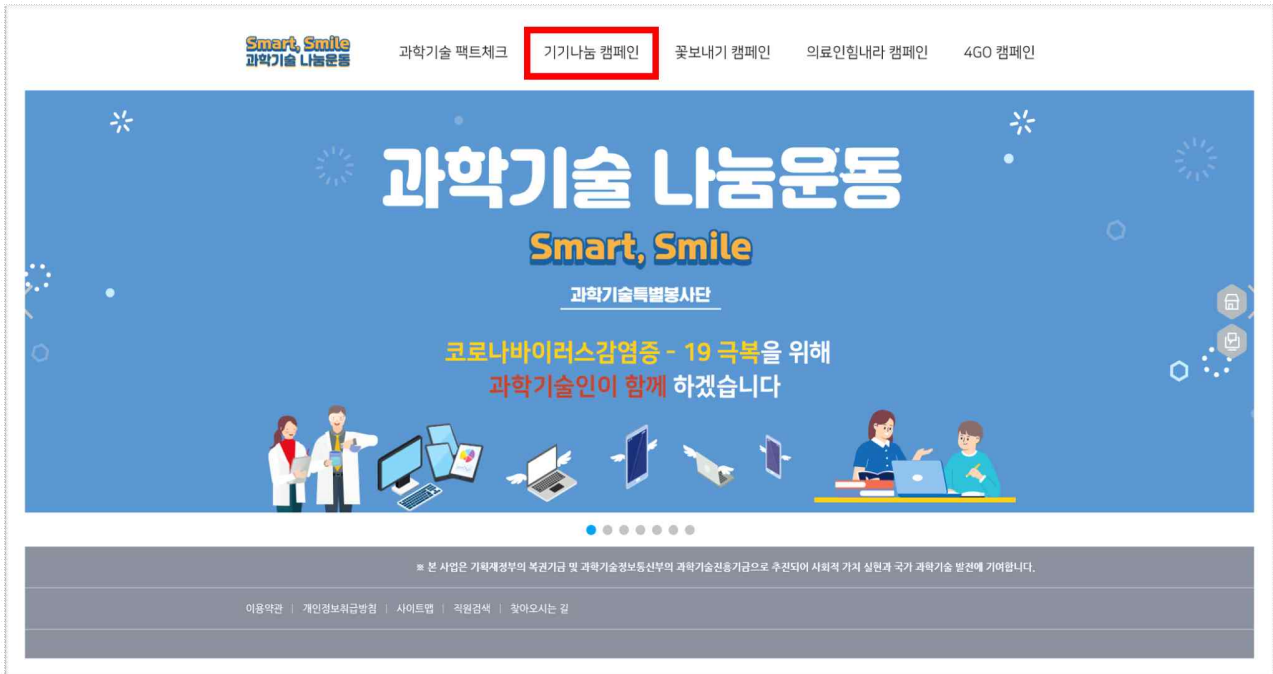 Smart, Smile
과학기술 나눔운동
과학기술 팩트체크 기기나눔 캠페인 꽃보내기 캠페인 의료인힘내라 캠페인 4GO 캠페인
과학기술 나눔운동
Smart, Smile
과학기술특별봉사단
코로나바이러스감염증 - 19 극복을 위해
과학기술인이 함께 하겠습니다
※ 본 사업은 기획재정부의 복권기금 및 과학기술정보통신부의 과학기술진흥기금으로 추진되어 사회적 가치 실현과 국가 과학기술 발전에 기여합니다.
이용약관 | 개인정보취급방침 | 사이트맵 | 직원검색 | 찾아오시는 길